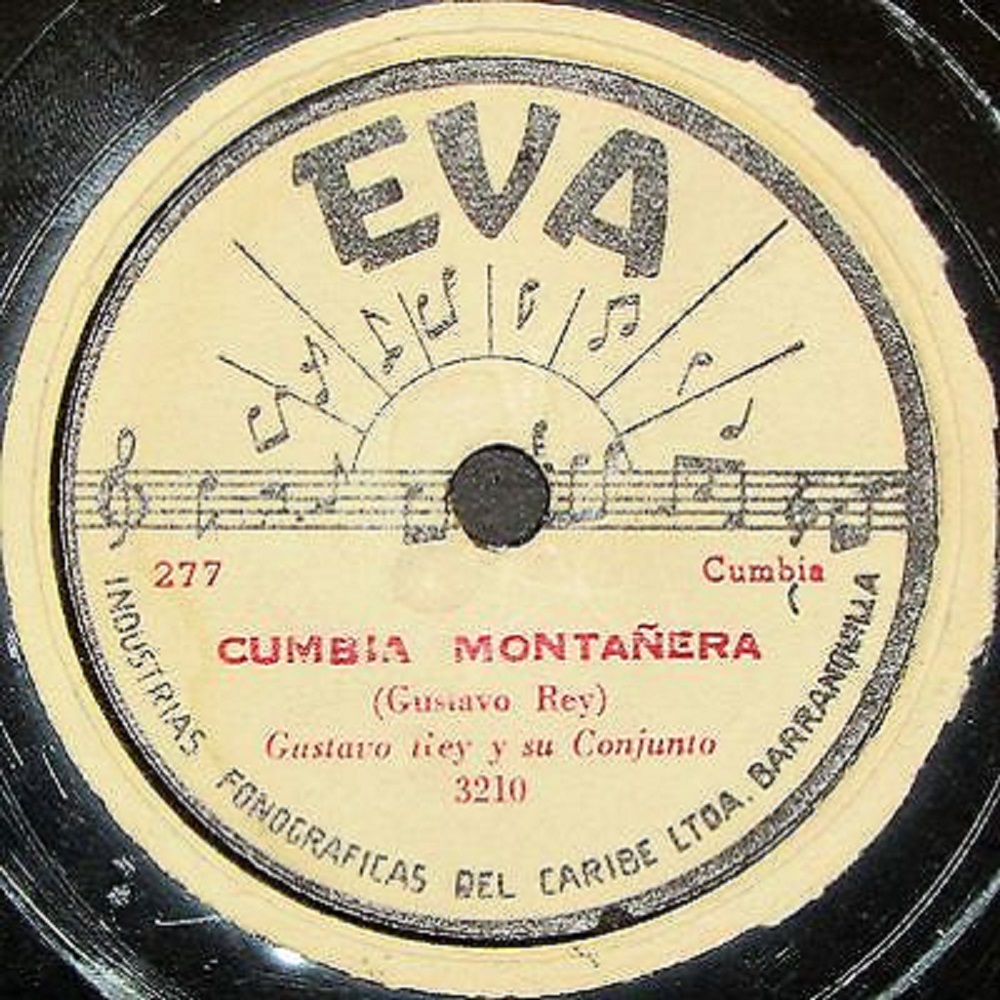 EVA
277
Cumbia
CUMBIA MONTAÑERA
(Gustavo Rey)
Gustavo Rey y su Conjunto
3210
INDUSTRIAS FONOGRAFICAS DEL CARIBE LTDA. BARRANQUILLA